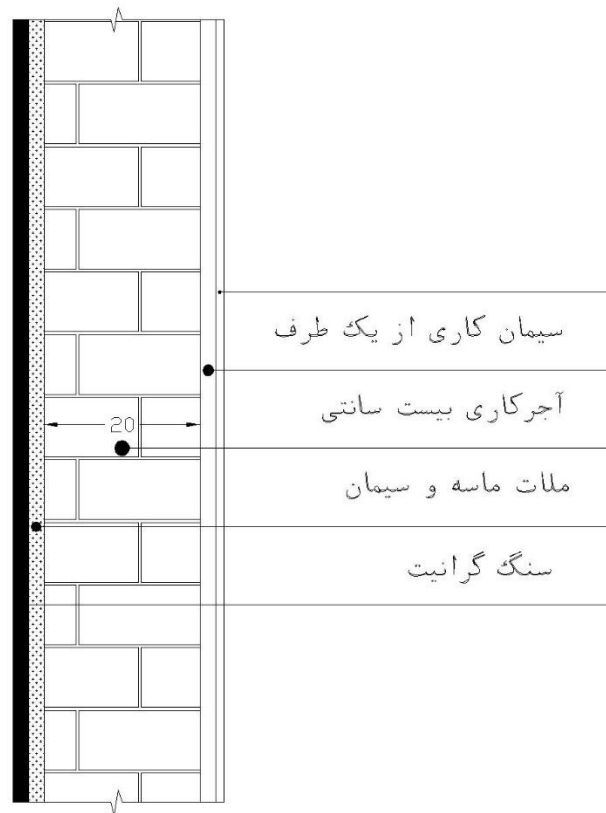 سیمان کاری از یک طرف
آجرکاری بیست سانتی
20
ملات ماسه و سیمان
سنگ گرانیت